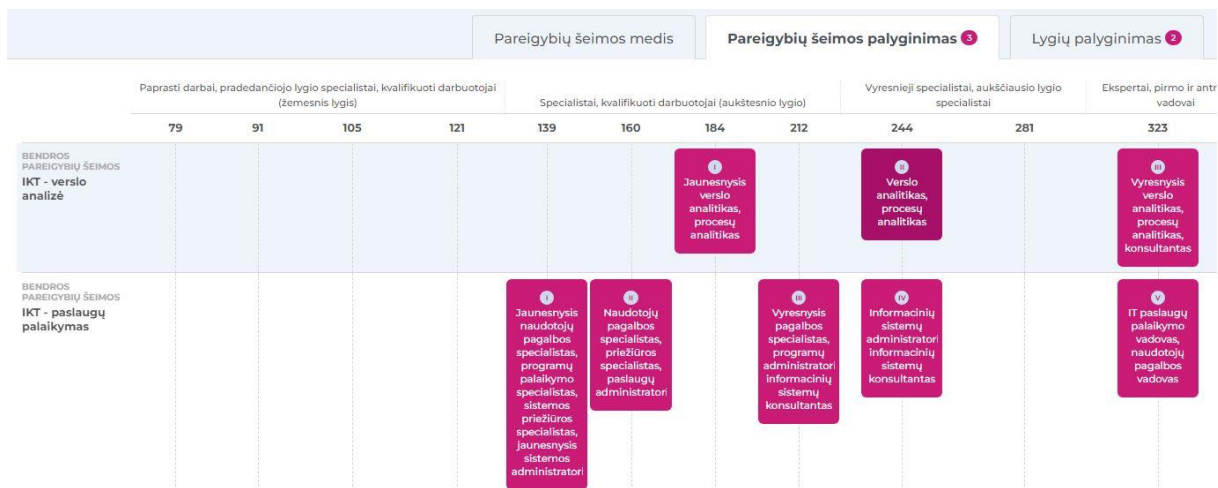 Pareigybių šeimos medis
Pareigybių šeimos palyginimas 3
Lygių palyginimas 2
Paprasti darbai, pradedančiojo lygio specialistai, kvalifikuoti darbuotojai
(žemesnis lygis)
Specialistai, kvalifikuoti darbuotojai (aukštesnio lygio)
Vyresnieji specialistai, aukščiausio lygio
specialistai
Ekspertai, pirmo ir antr
vadovai
79 91 105 121 139 160 184 212 244 281 323
BENDROS
PAREIGYBIŲ ŠEIMOS
IKT - verslo
analizė
I
Jaunesnysis
verslo
analitikas,
procesų
analitikas
II
Verslo
analitikas,
procesų
analitikas
III
Vyresnysis
verslo
analitikas,
procesų
analitikas,
konsultantas
BENDROS
PAREIGYBIŲ ŠEIMOS
IKT - paslaugų
palaikymas
I
Jaunesnysis
naudotojų
pagalbos
specialistas,
programų
palaikymo
specialistas,
sistemos
priežiūros
specialistas,
jaunesnysis
sistemos
administratori
II
Naudotojų
pagalbos
specialistas,
priežiūros
specialistas,
paslaugų
administratori
III
Vyresnysis
pagalbos
specialistas,
programų
administratori
informacinių
sistemų
konsultantas
IV
Informacinių
sistemų
administratori
informacinių
sistemų
konsultantas
V
IT paslaugų
palaikymo
vadovas,
naudotojų
pagalbos
vadovas